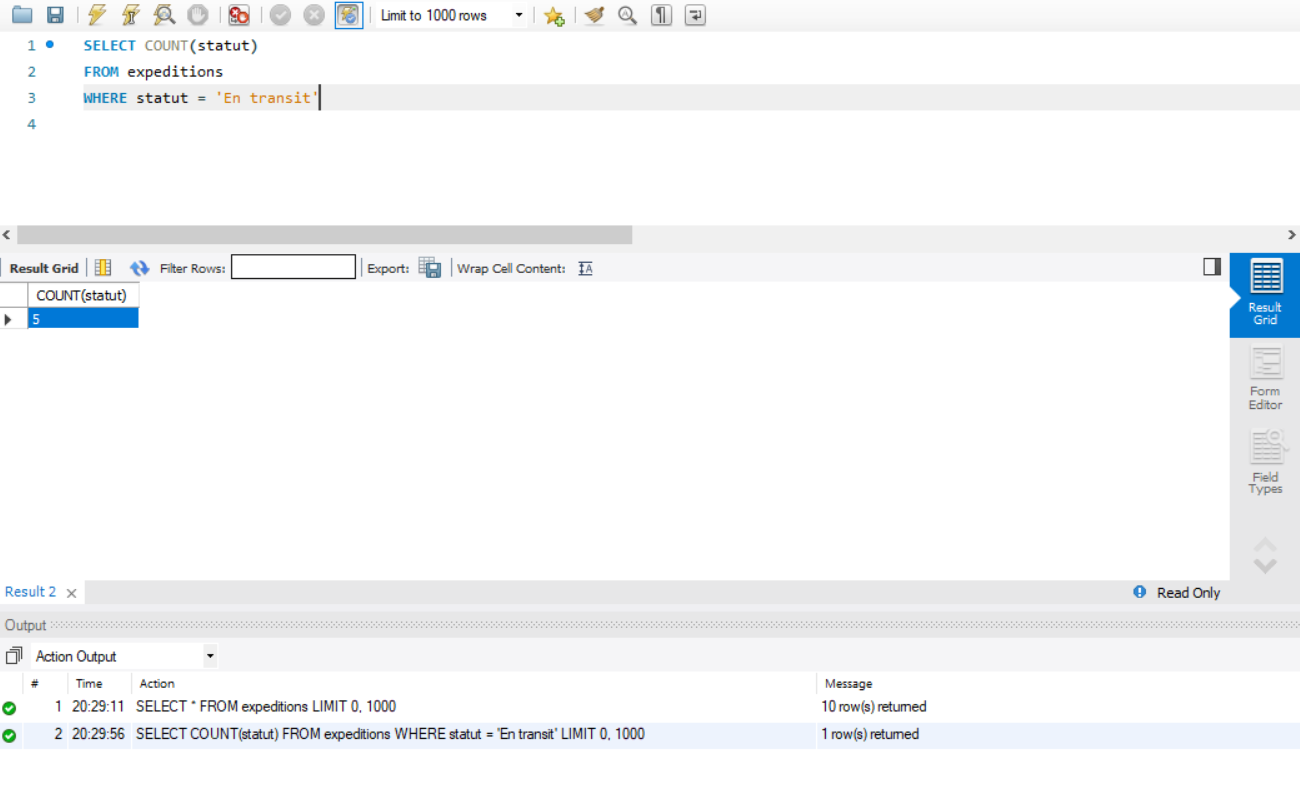 Limit to 1000 rows
1 SELECT COUNT(statut)
2 FROM expeditions
3 WHERE statut = 'En transit'
4
Result Grid Filter Rows: Export: Wrap Cell Content:
COUNT(statut)
5
Result
Grid
Form
Editor
Field
Types
Result 2 Read Only
Output
Action Output
# Time Action Message
1 20:29:11 SELECT * FROM expeditions LIMIT 0, 1000 10 row(s) returned
2 20:29:56 SELECT COUNT(statut) FROM expeditions WHERE statut = 'En transit' LIMIT 0, 1000 1 row(s) returned